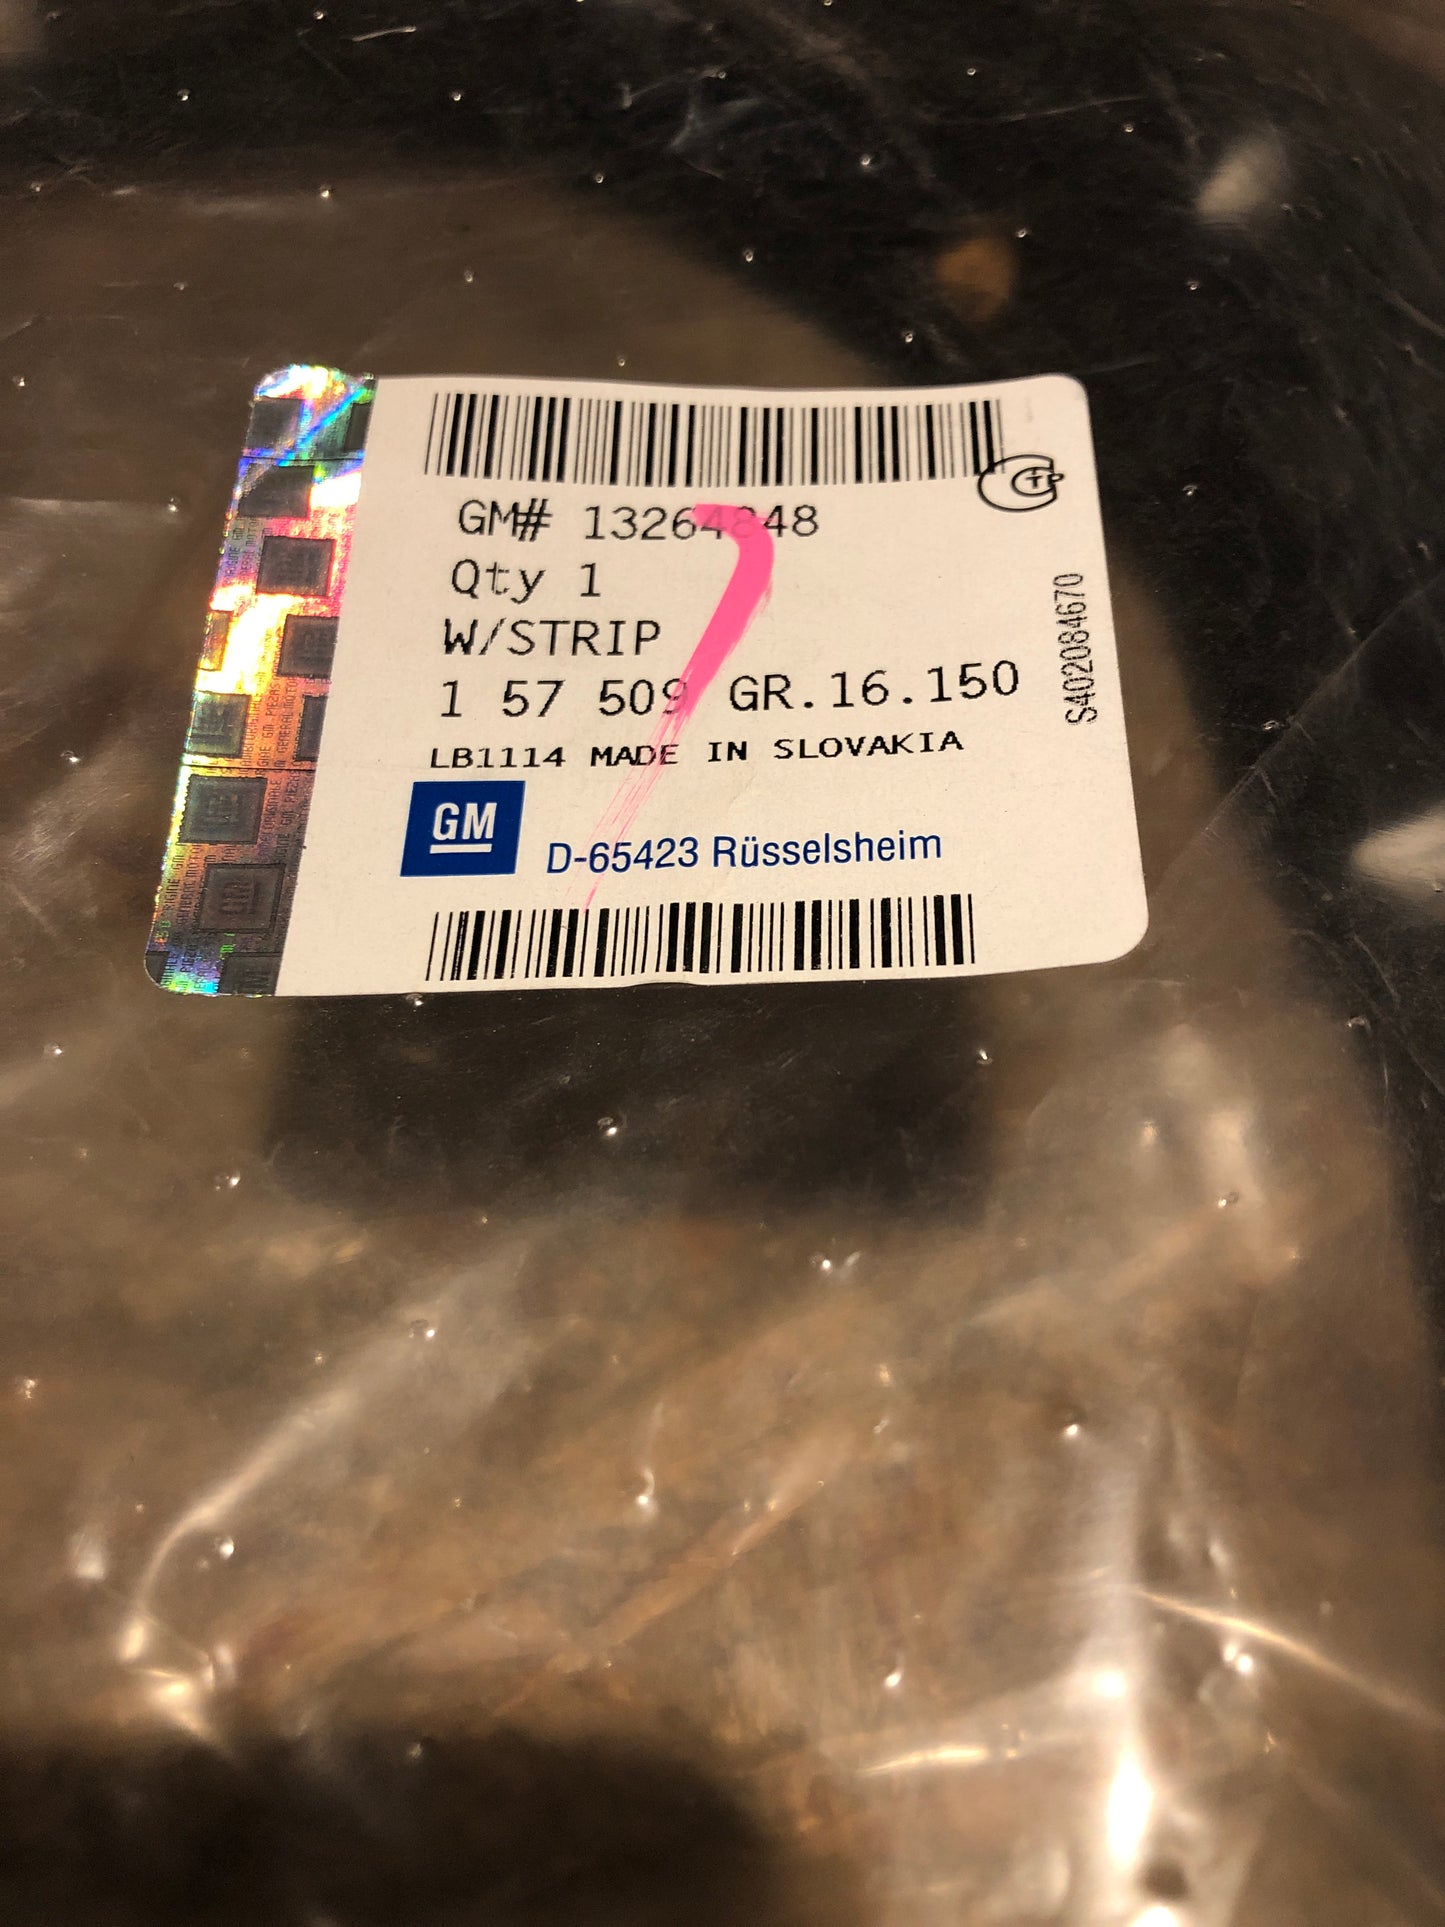 GM# 13264848
Qty 1
W/STRIP
1 57 509 GR.16.150
LB1114 MADE IN SLOVAKIA
GM
D-65423 Rüsselsheim
S402084670